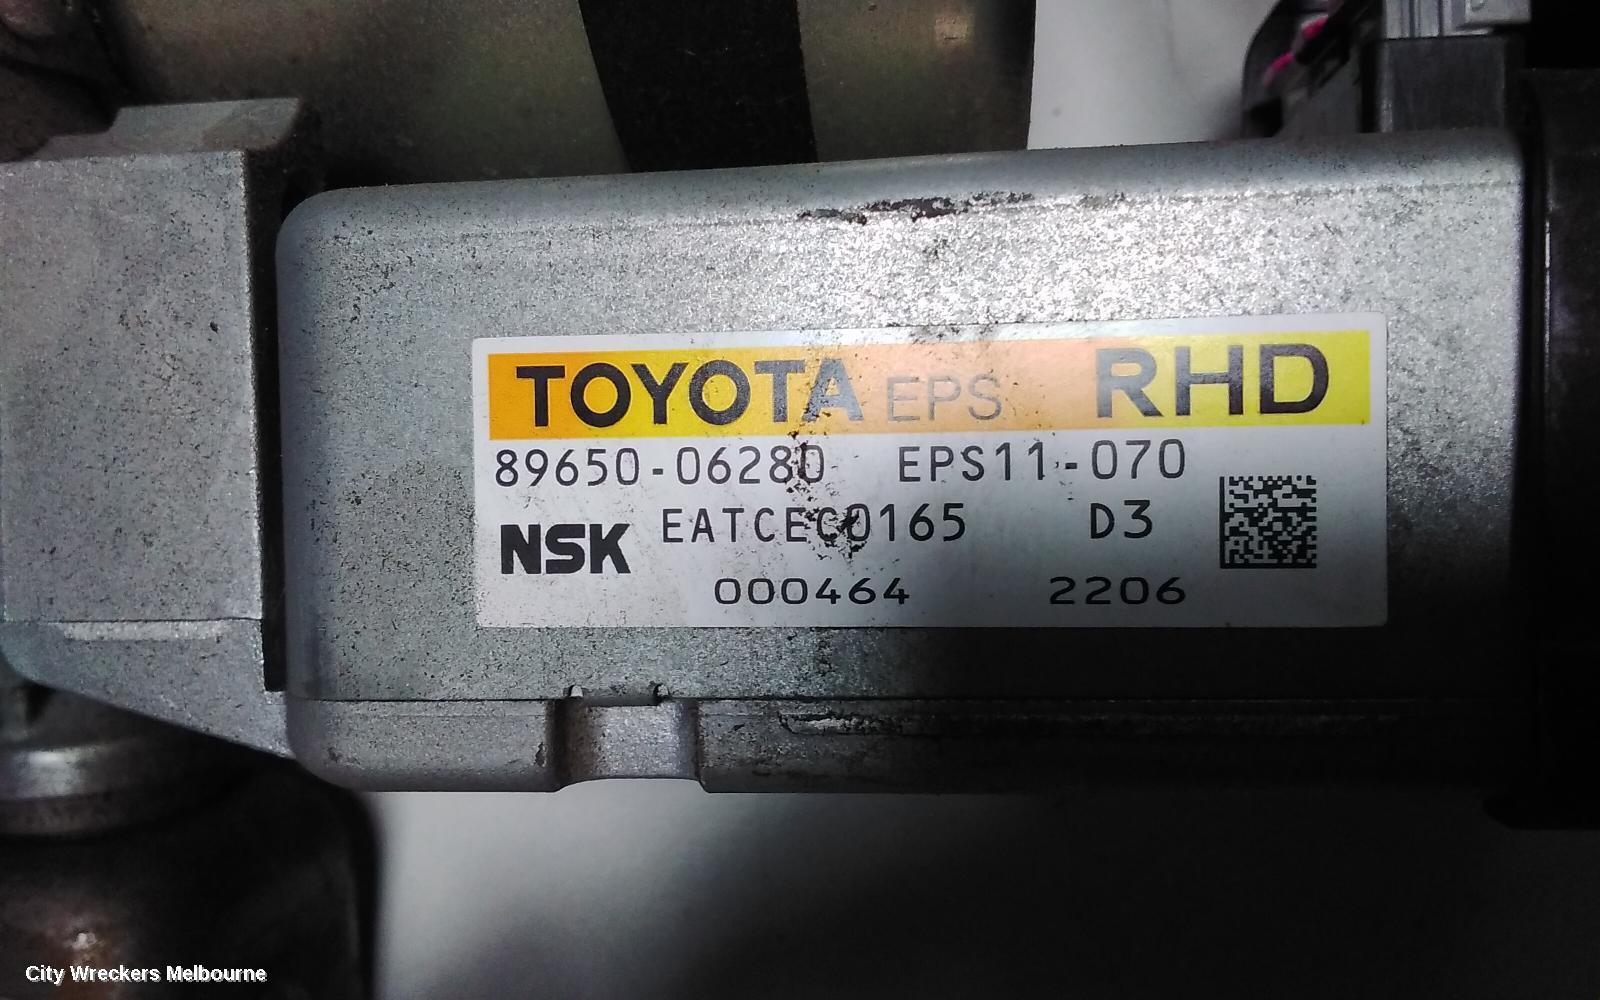 TOYOTA EPS RHD
89650-06280 EPS11-070
NSK EATCEC0165 D3
000464 2206
City Wreckers Melbourne